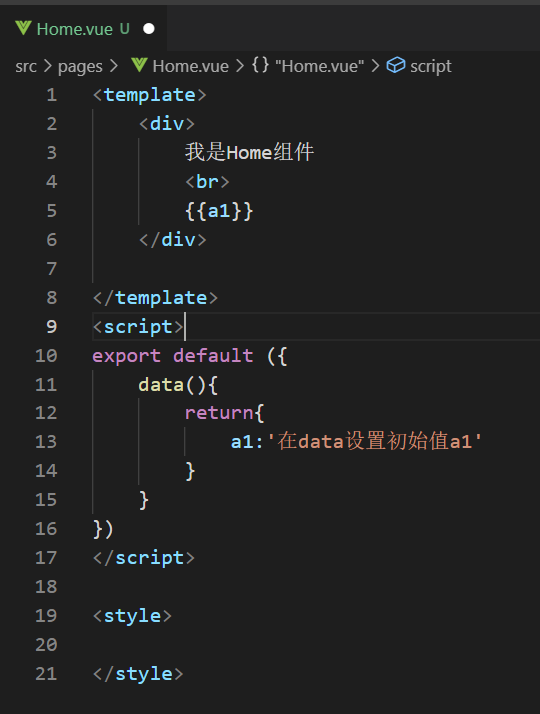 Home.vue U
src > pages > Home.vue > {} "Home.vue" > script
1 <template>
2 <div>
3 我是Home组件
4 <br>
5 {{a1}}
6 </div>
7
8 </template>
9 <script>
10 export default ({
11 data(){
12 return{
13 a1:'在data设置初始值a1'
14 }
15 }
16 })
17 </script>
18
19 <style>
20
21 </style>